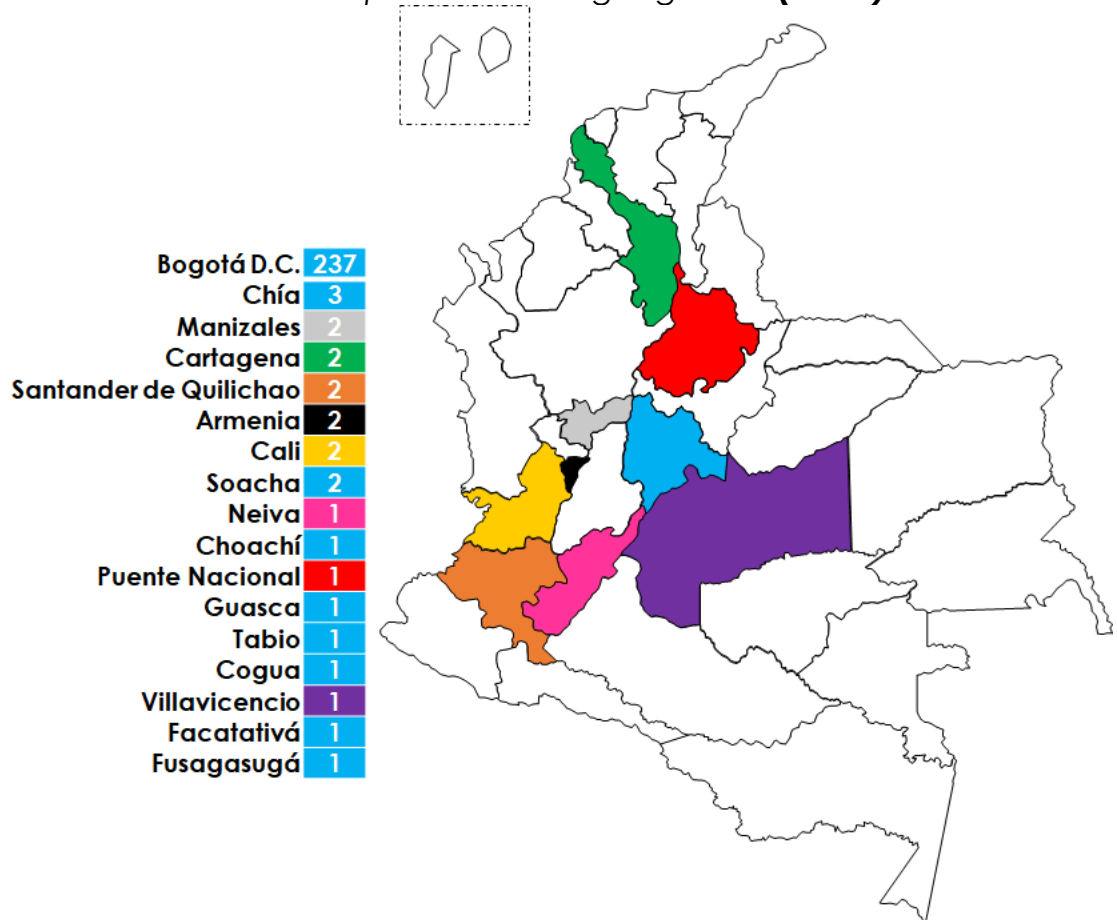 Bogotá D.C. 237
Chía 3
Manizales 2
Cartagena 2
Santander de Quilichao 2
Armenia 2
Cali 2
Soacha 2
Neiva 1
Choachí 1
Puente Nacional 1
Guasca 1
Tabio 1
Cogua 1
Villavicencio 1
Facatativá 1
Fusagasugá 1